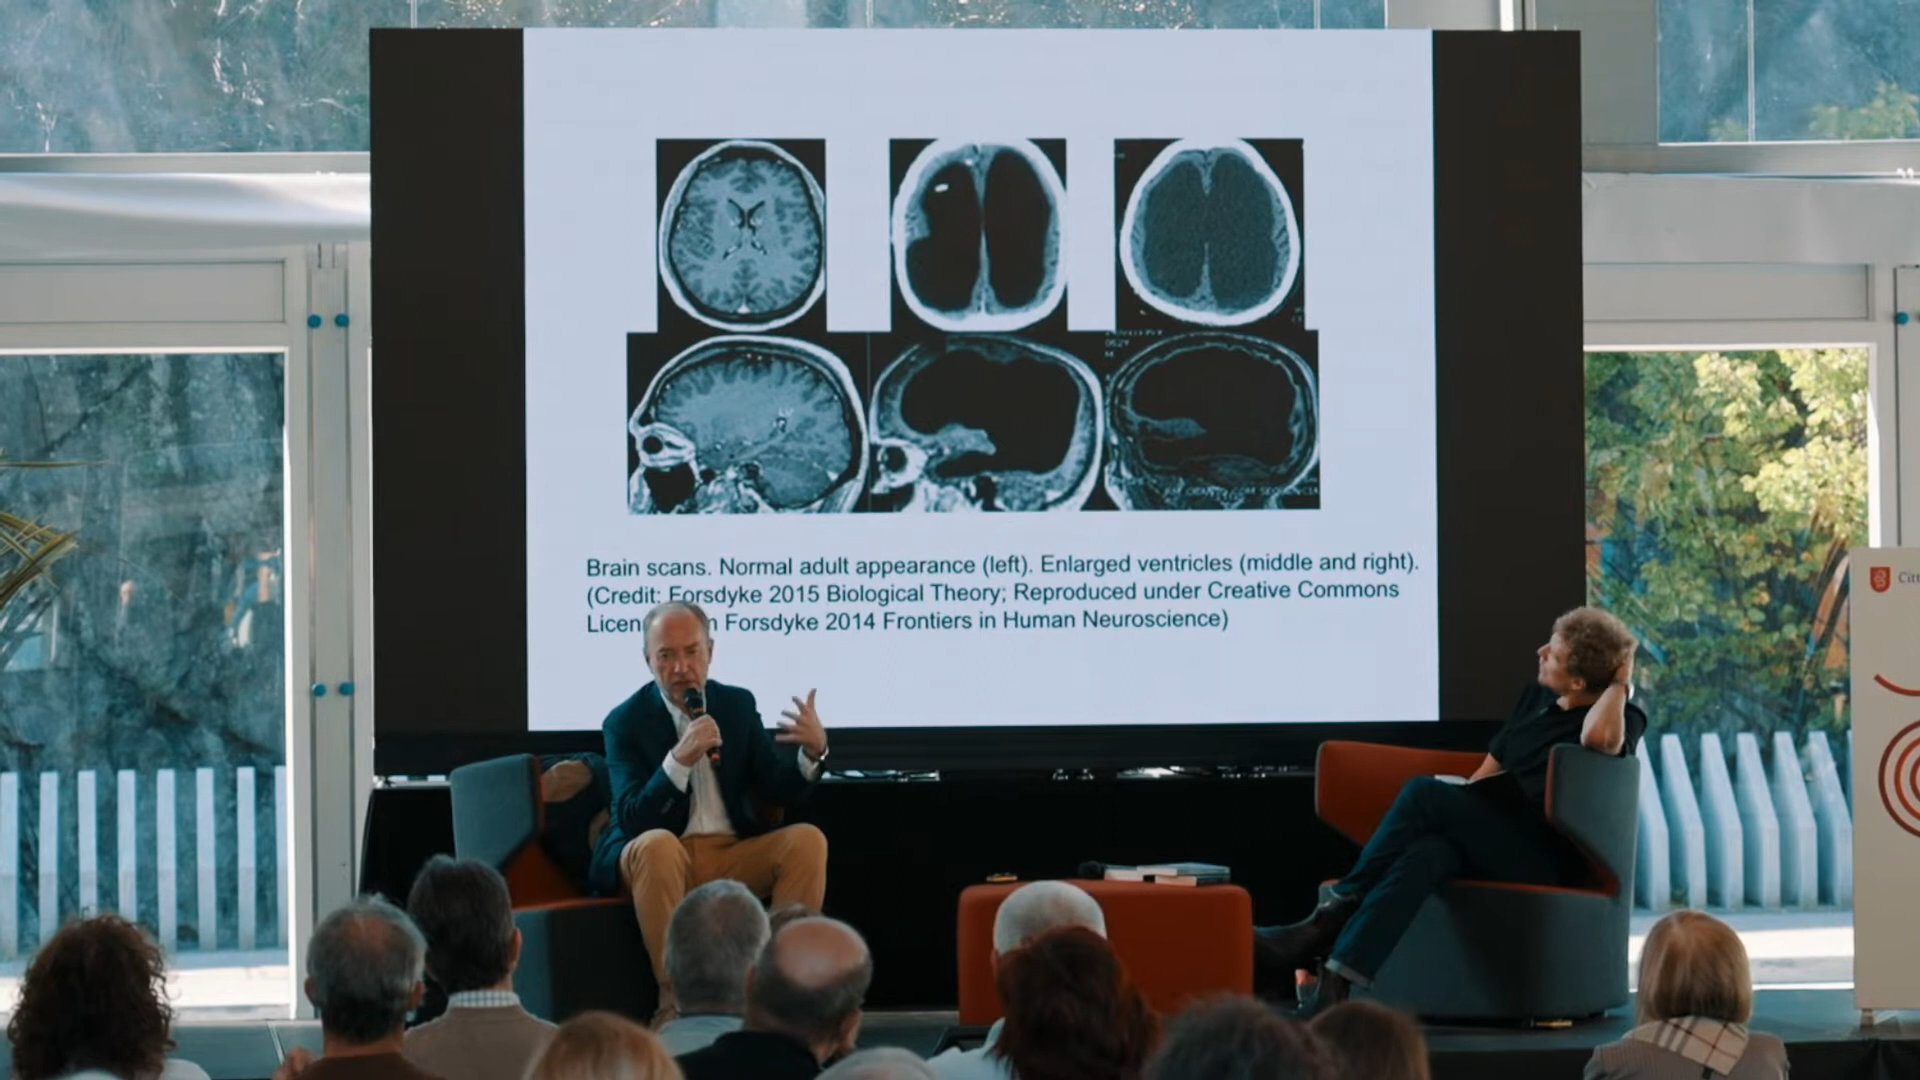 Brain scans. Normal adult appearance (left). Enlarged ventricles (middle and right).
(Credit: Forsdyke 2015 Biological Theory; Reproduced under Creative Commons
Forsdyke 2014 Frontiers in Human Neuroscience)